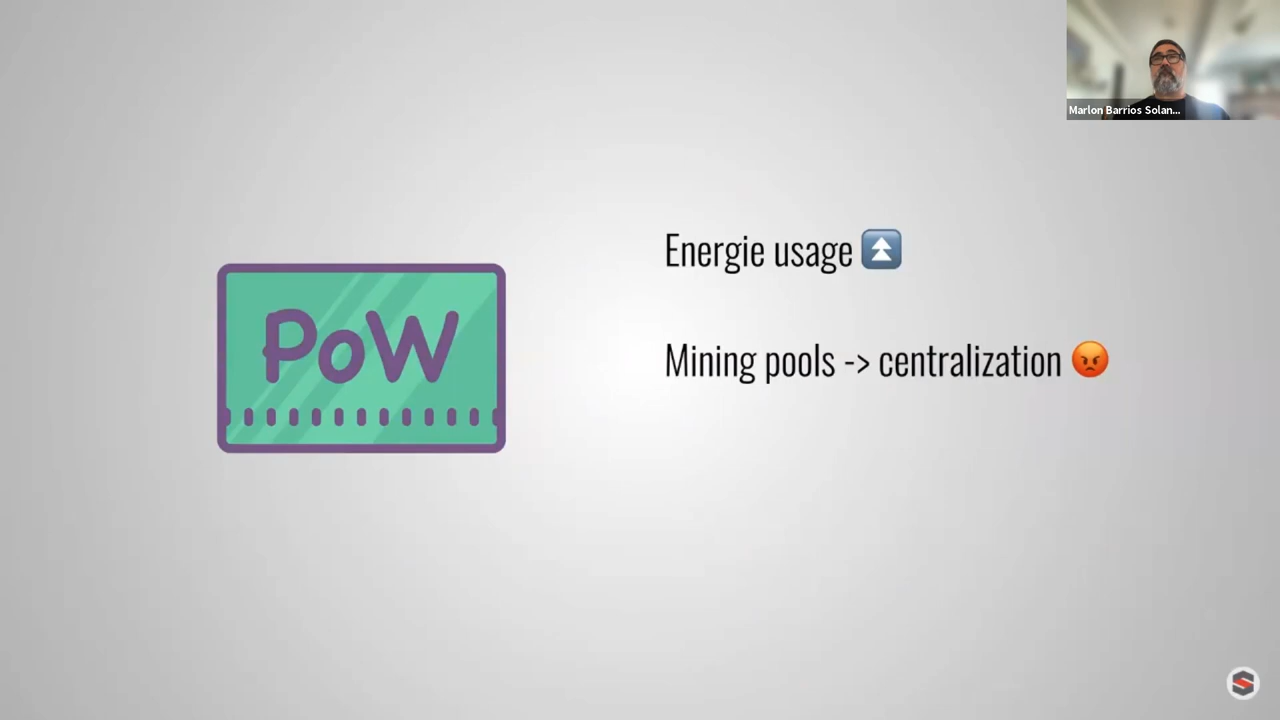 Marlon Barrios Solan...
Energie usage ⏫
PoW
Mining pools -> centralization 😡